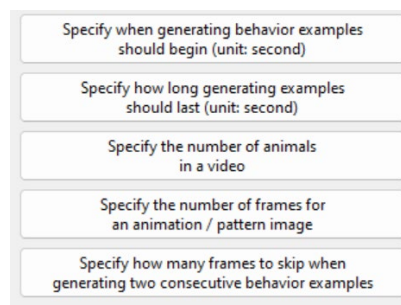 Specify when generating behavior examples
should begin (unit: second)
Specify how long generating examples
should last (unit: second)
Specify the number of animals
in a video
Specify the number of frames for
an animation / pattern image
Specify how many frames to skip when
generating two consecutive behavior examples